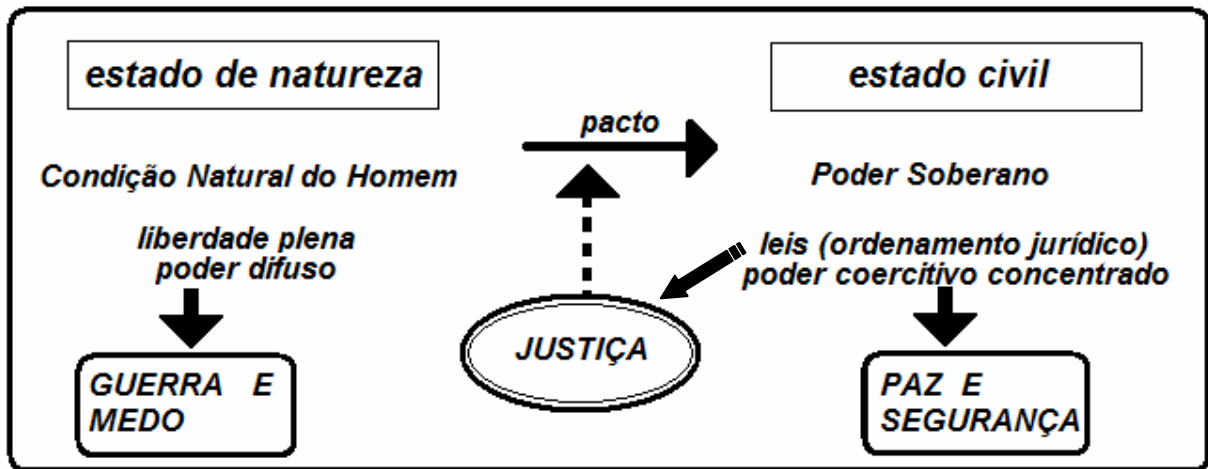 estado de natureza
estado civil
pacto
Condição Natural do Homem
Poder Soberano
liberdade plena
poder difuso
leis (ordenamento jurídico)
poder coercitivo concentrado
JUSTIÇA
GUERRA E
MEDO
PAZ E
SEGURANÇA